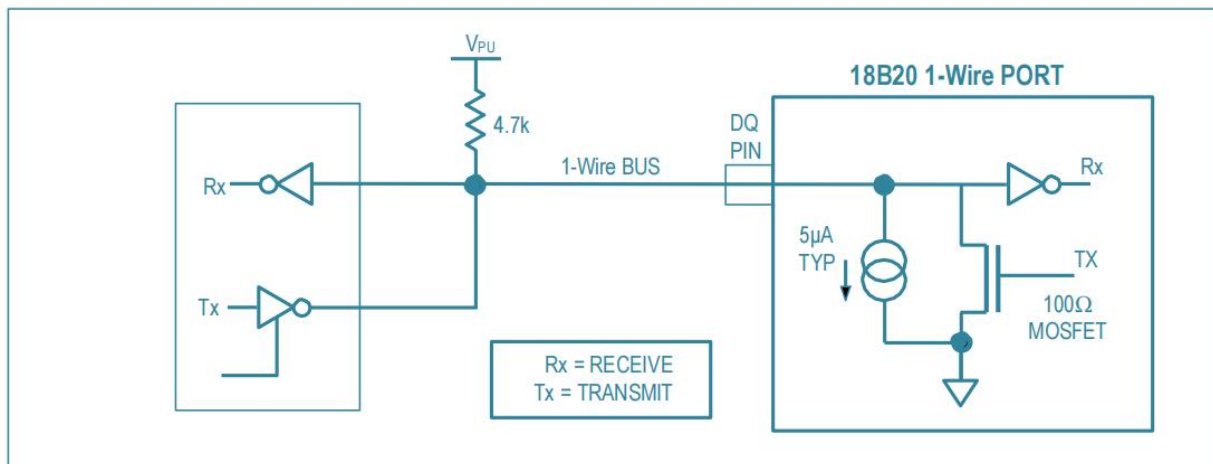 VPU
18B20 1-Wire PORT
4.7k
DQ
PIN
Rx
1-Wire BUS
Rx
5µA
TYP
TX
Tx
100Ω
MOSFET
Rx = RECEIVE
Tx = TRANSMIT